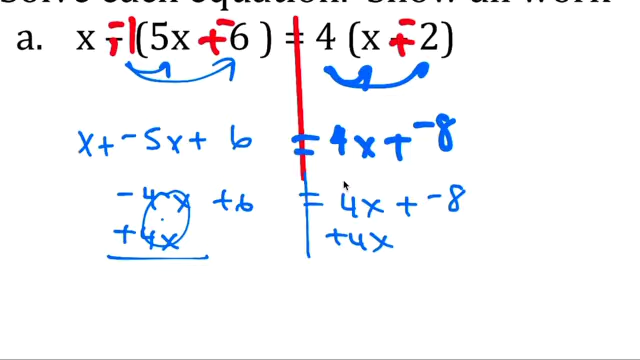 Solve each equation. Show all work
a. x + -1(5x + -6) = 4(x + -2)
x + -5x + 6 = 4x + -8
-4x + 6 = 4x + -8
+4x +4x